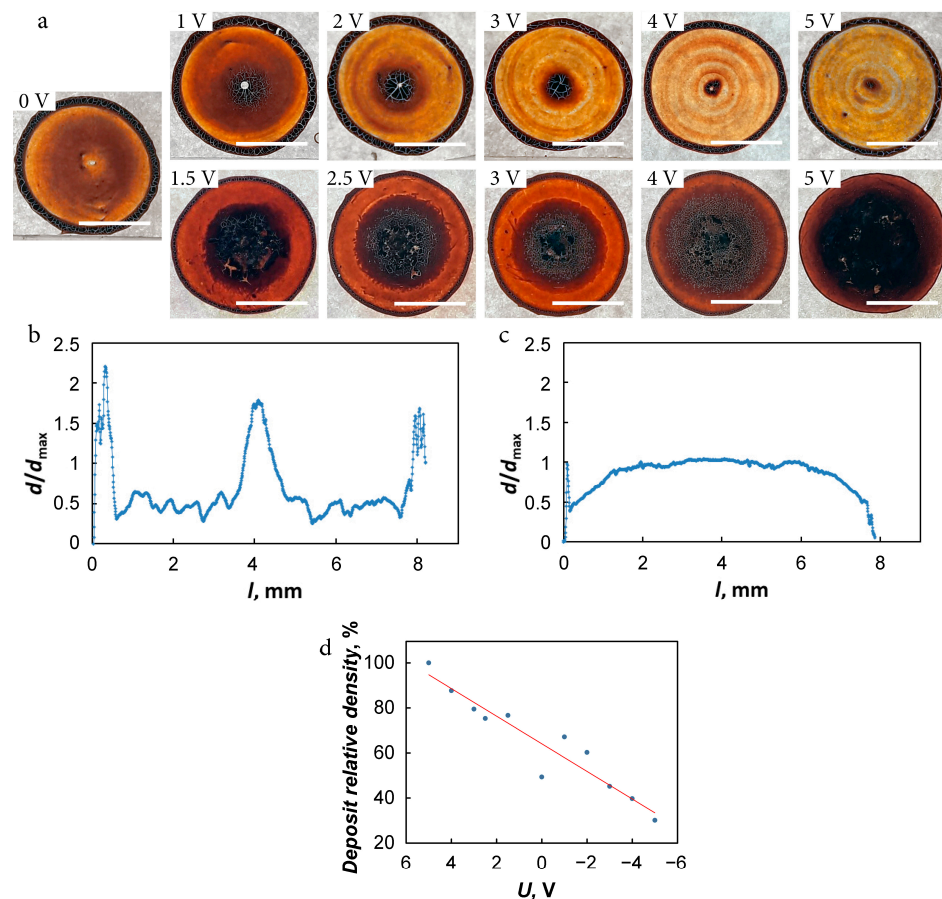 a
0 V
1 V
2 V
3 V
4 V
5 V
1.5 V
2.5 V
3 V
4 V
5 V
b
2.5
2
1.5
1
0.5
0
d/dmax
0
2
4
6
8
l, mm
c
2.5
2
1.5
1
0.5
0
d/dmax
0
2
4
6
8
l, mm
d
100
80
60
40
20
Deposit relative density, %
6
4
2
0
−2
−4
−6
U, V